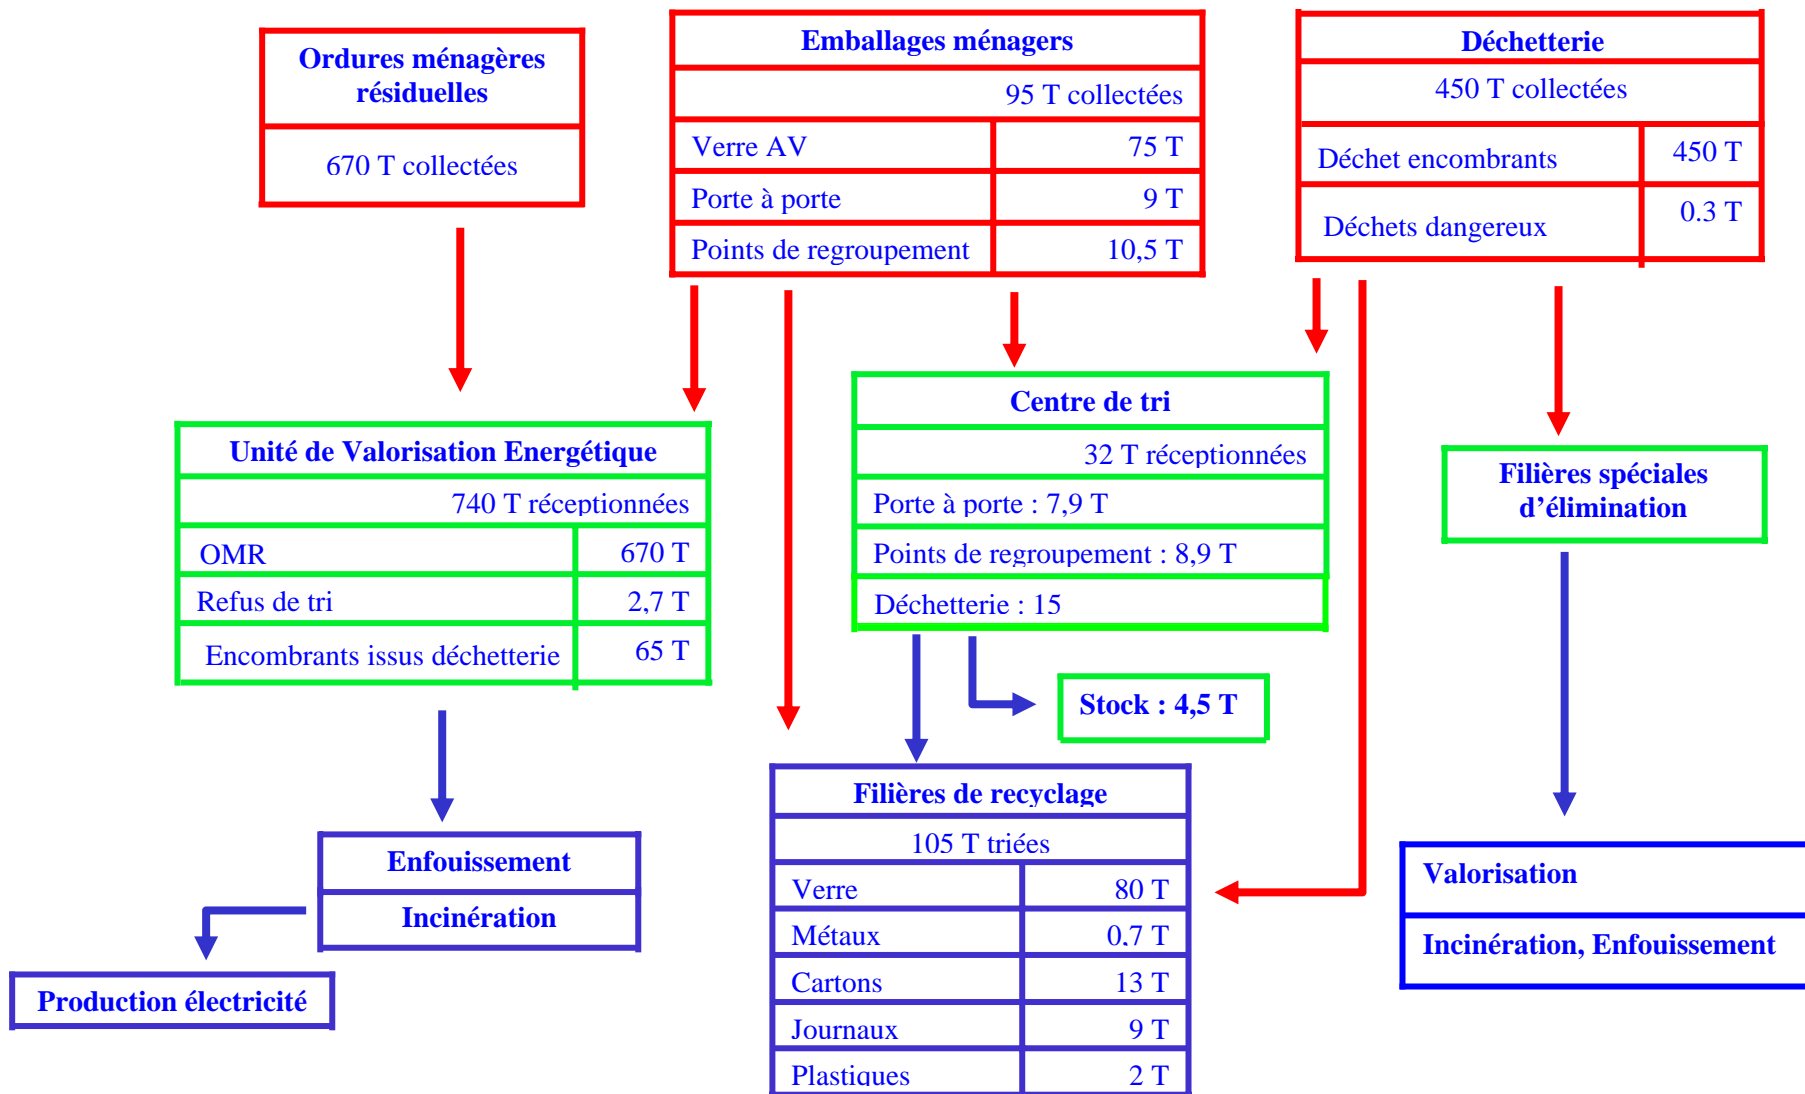 Ordures ménagères
résiduelles
670 T collectées
Emballages ménagers
95 T collectées
Verre AV 75 T
Porte à porte 9 T
Points de regroupement 10,5 T
Déchetterie
450 T collectées
Déchet encombrants 450 T
Déchets dangereux 0.3 T
Unité de Valorisation Energétique
740 T réceptionnées
OMR 670 T
Refus de tri 2,7 T
Encombrants issus déchetterie 65 T
Centre de tri
32 T réceptionnées
Porte à porte : 7,9 T
Points de regroupement : 8,9 T
Déchetterie : 15
Filières spéciales
d’élimination
Stock : 4,5 T
Filières de recyclage
105 T triées
Verre 80 T
Métaux 0,7 T
Cartons 13 T
Journaux 9 T
Plastiques 2 T
Enfouissement
Incinération
Production électricité
Valorisation
Incinération, Enfouissement